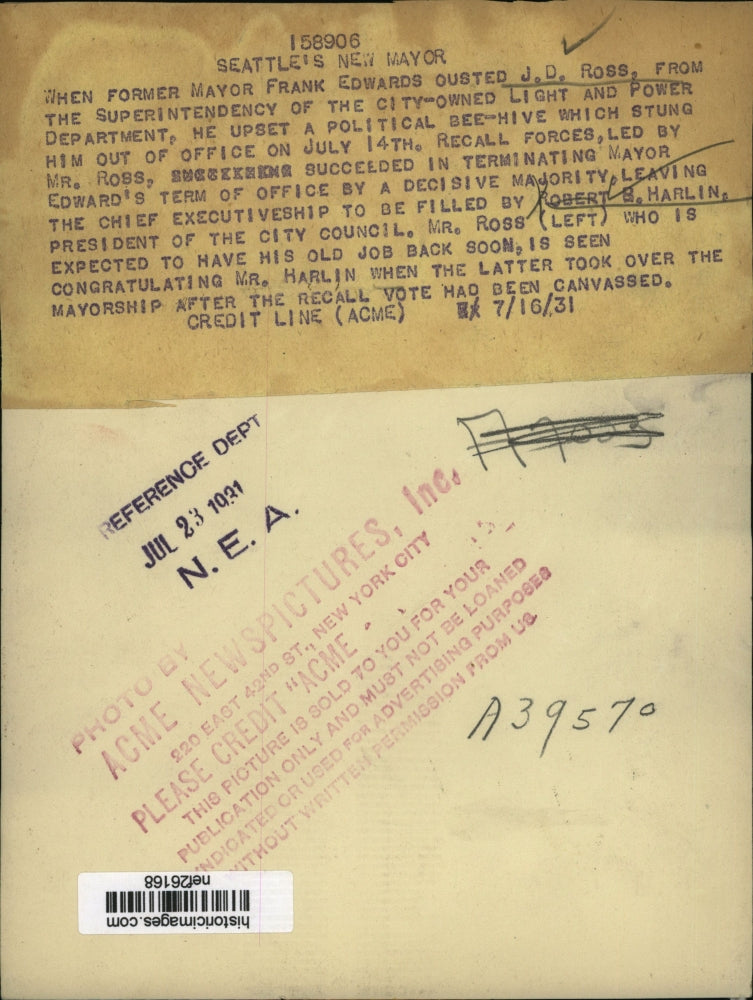 158906
SEATTLE'S NEW MAYOR
WHEN FORMER MAYOR FRANK EDWARDS OUSTED J.D. ROSS, FROM
THE SUPERINTENDENCY OF THE CITY-OWNED LIGHT AND POWER
DEPARTMENT, HE UPSET A POLITICAL BEE-HIVE WHICH STUNG
HIM OUT OF OFFICE ON JULY 14TH. RECALL FORCES, LED BY
MR. ROSS, SUCCEEDED IN TERMINATING MAYOR
EDWARD'S TERM OF OFFICE BY A DECISIVE MAJORITY, LEAVING
THE CHIEF EXECUTIVESHIP TO BE FILLED BY ROBERT B. HARLIN,
PRESIDENT OF THE CITY COUNCIL. MR. ROSS (LEFT) WHO IS
EXPECTED TO HAVE HIS OLD JOB BACK SOON, IS SEEN
CONGRATULATING MR. HARLIN WHEN THE LATTER TOOK OVER THE
MAYORSHIP AFTER THE RECALL VOTE HAD BEEN CANVASSED.
CREDIT LINE (ACME) 7/16/31
REFERENCE DEPT
JUL 23 1931
N. E. A.
PHOTO BY
ACME NEWSPICTURES, Inc.
220 EAST 42ND ST., NEW YORK CITY
PLEASE CREDIT "ACME"
THIS PICTURE IS SOLD TO YOU FOR YOUR
PUBLICATION ONLY AND MUST NOT BE LOANED
SYNDICATED OR USED FOR ADVERTISING PURPOSES
WITHOUT WRITTEN PERMISSION FROM US
A39570
historicimages.com
nef26168